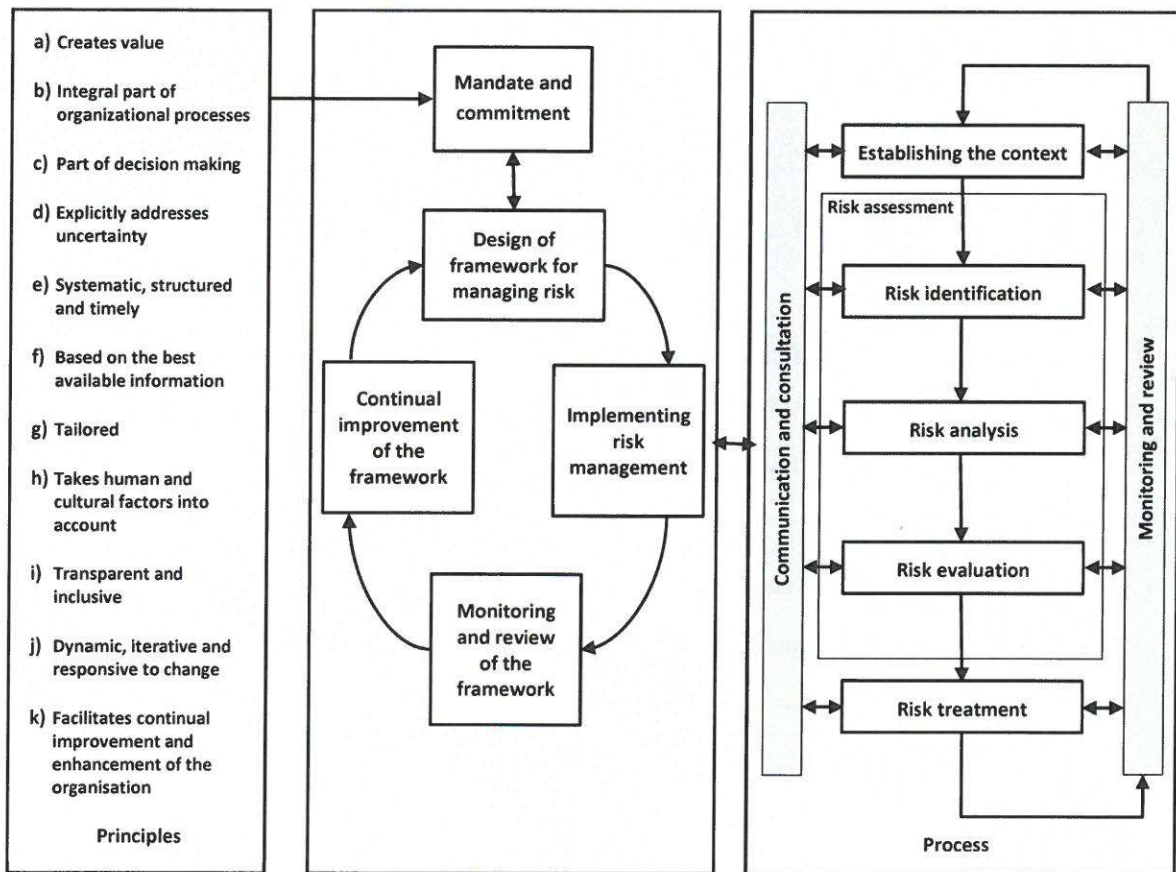 a) Creates value
b) Integral part of
organizational processes
c) Part of decision making
d) Explicitly addresses
uncertainty
e) Systematic, structured
and timely
f) Based on the best
available information
g) Tailored
h) Takes human and
cultural factors into
account
i) Transparent and
inclusive
j) Dynamic, iterative and
responsive to change
k) Facilitates continual
improvement and
enhancement of the
organisation
Principles
Mandate and
commitment
Design of
framework for
managing risk
Continual
improvement
of the
framework
Implementing
risk
management
Monitoring
and review
of the
framework
Communication and consultation
Establishing the context
Risk assessment
Risk identification
Risk analysis
Risk evaluation
Risk treatment
Monitoring and review
Process